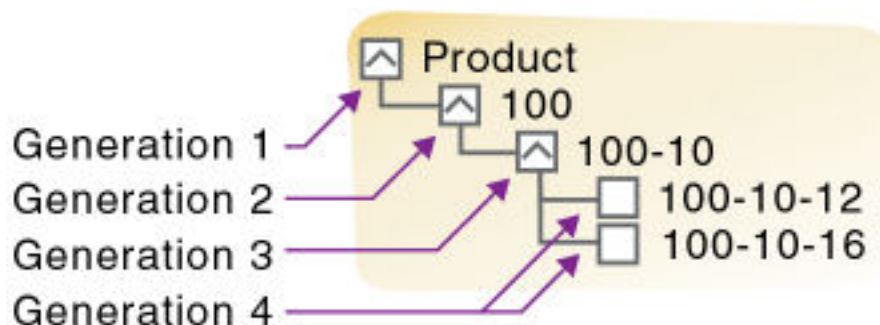 Product
100
Generation 1
100-10
Generation 2
100-10-12
Generation 3
100-10-16
Generation 4